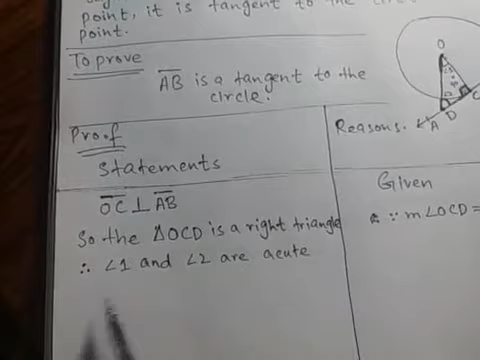 point, it is tangent to the
point.
To prove
AB is a tangent to the
circle.
Proof
Statements
Reasons.
O
C
A
D
OC ⊥ AB
Given
So the ΔOCD is a right triangle
∵ m∠OCD =
∴ ∠1 and ∠2 are acute